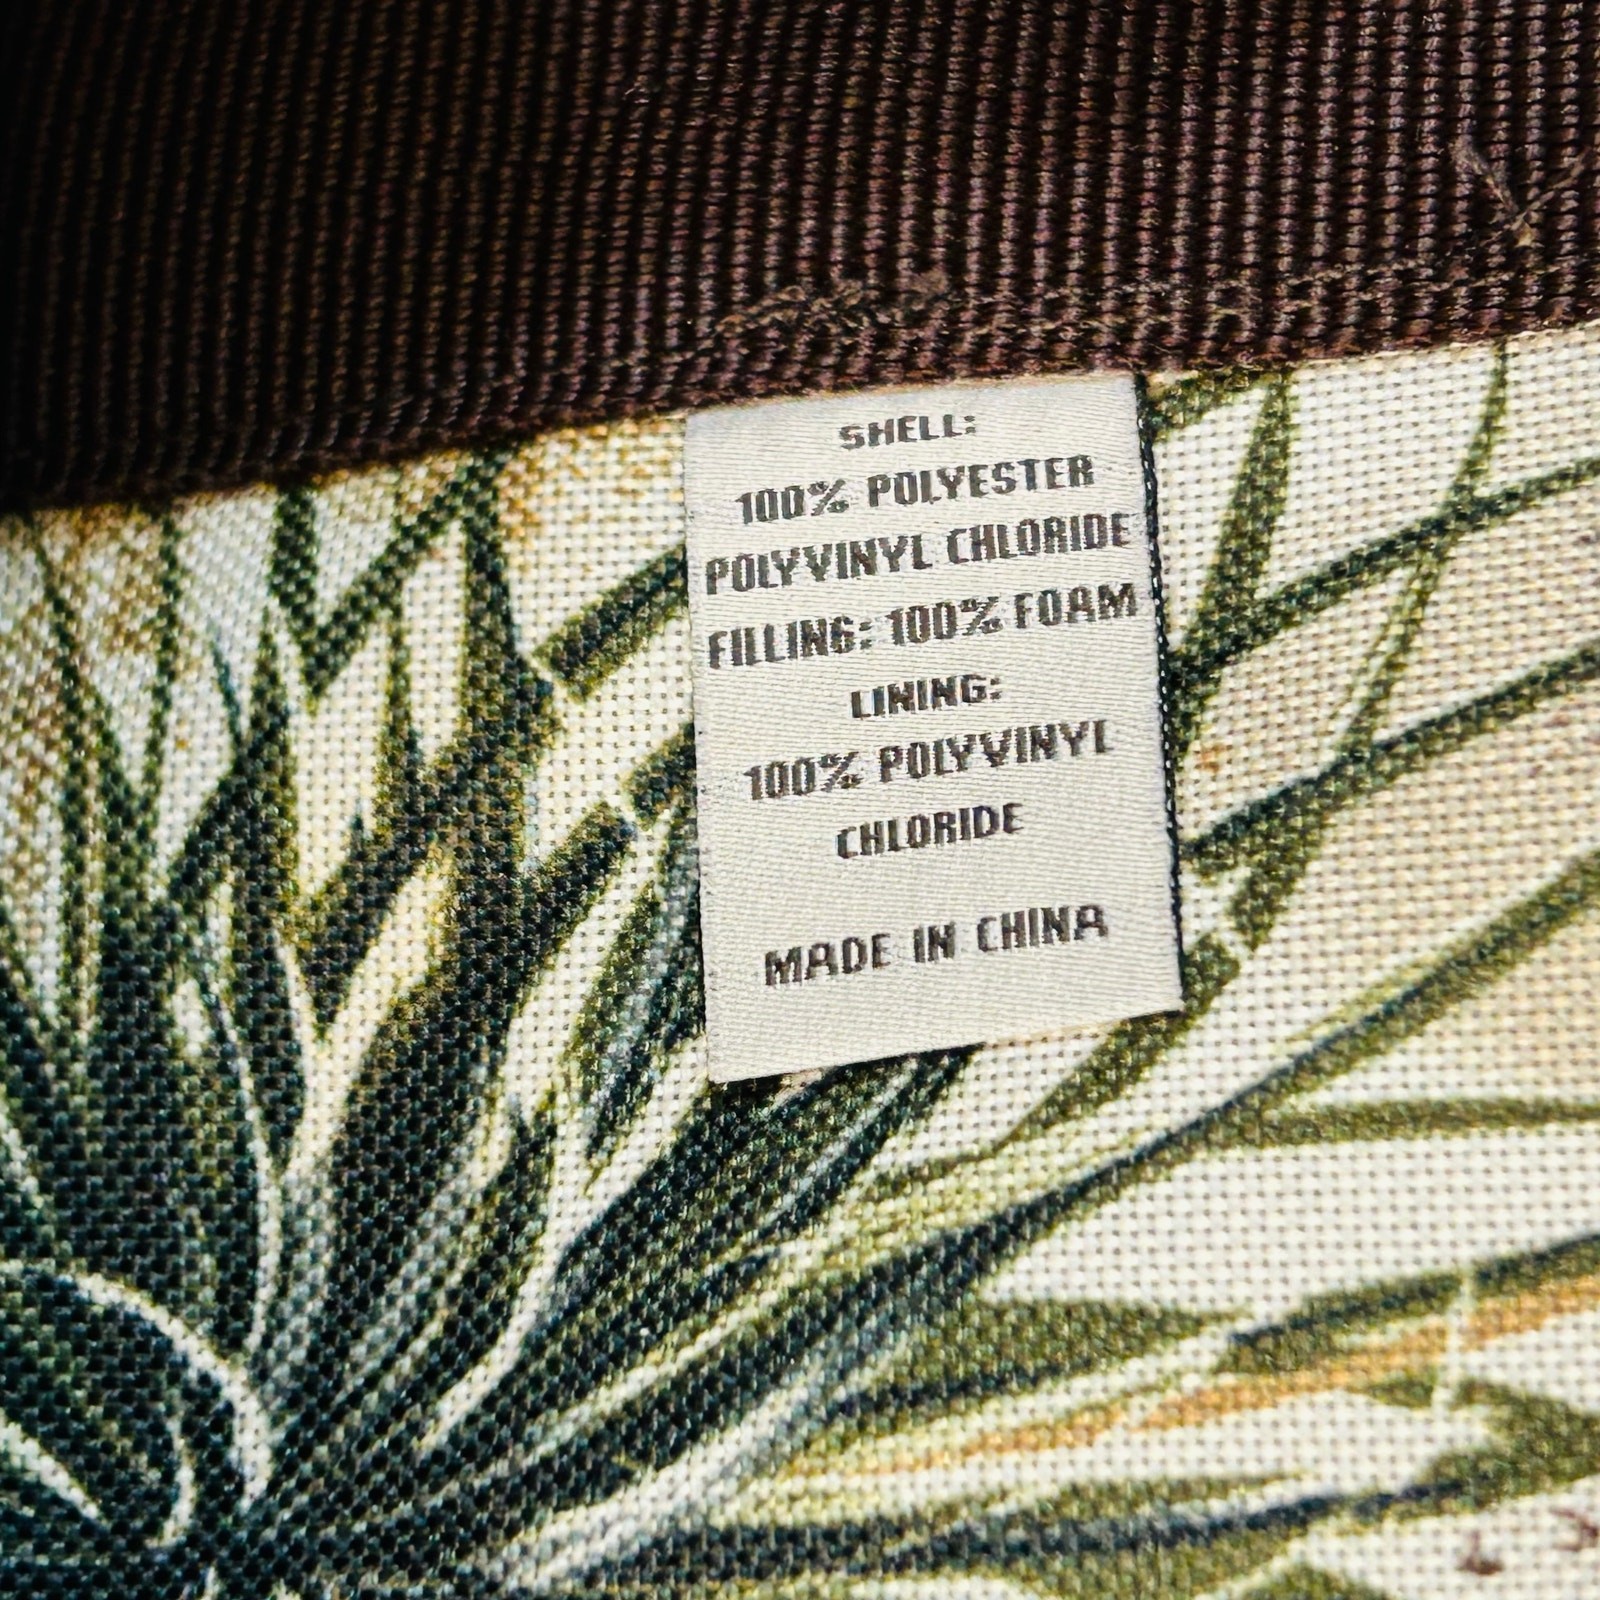 SHELL:
100% POLYESTER
POLYVINYL CHLORIDE
FILLING: 100% FOAM
LINING:
100% POLYVINYL
CHLORIDE
MADE IN CHINA